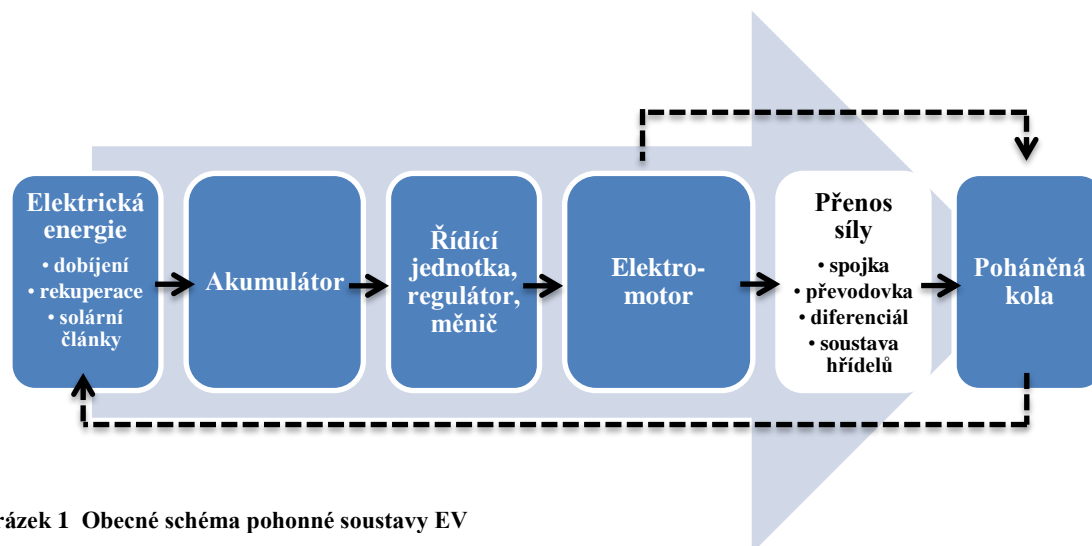 Elektrická
energie
• dobíjení
• rekuperace
• solární
články
Akumulátor
Řídící
jednotka,
regulátor,
měnič
Elektro-
motor
Přenos
síly
• spojka
• převodovka
• diferenciál
• soustava
hřídelů
Poháněná
kola
rázek 1 Obecné schéma pohonné soustavy EV